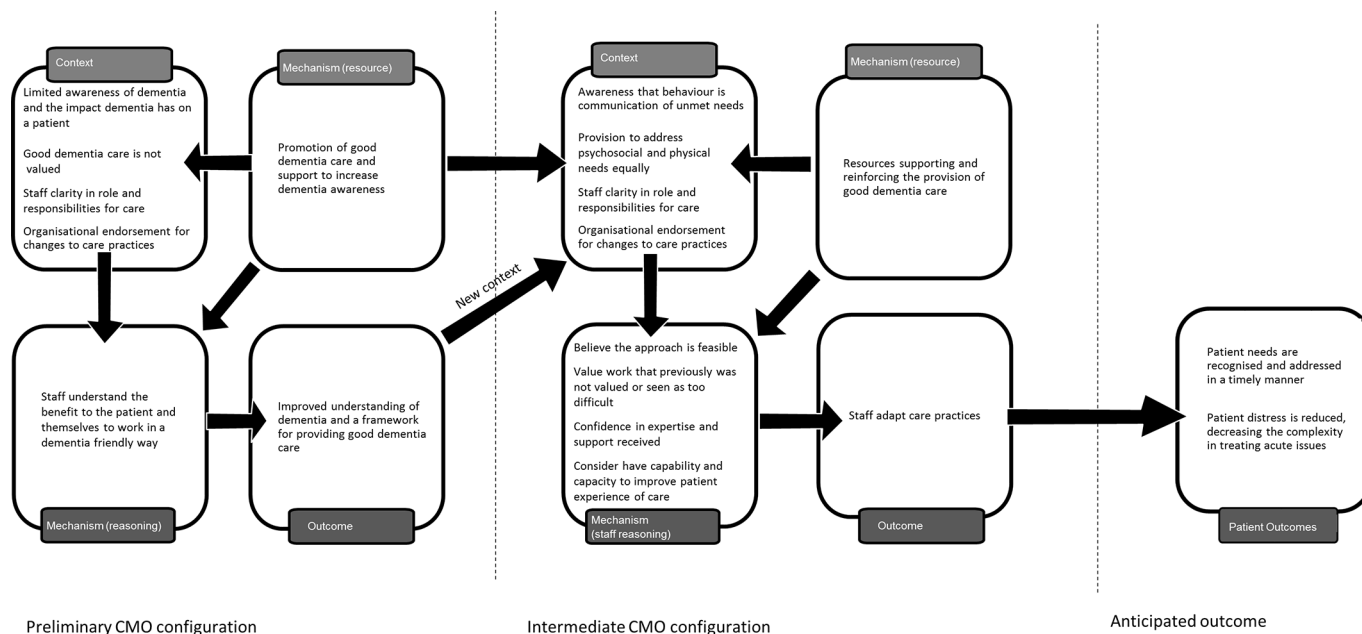 Context
Limited awareness of dementia
and the impact dementia has on
a patient
Good dementia care is not
valued
Staff clarity in role and
responsibilities for care
Organisational endorsement for
changes to care practices
Mechanism (resource)
Promotion of good
dementia care and
support to increase
dementia awareness
Staff understand the
benefit to the patient and
themselves to work in a
dementia friendly way
Mechanism (reasoning)
Improved understanding of
dementia and a framework
for providing good dementia
care
Outcome
New context
Context
Awareness that behaviour is
communication of unmet needs
Provision to address
psychosocial and physical
needs equally
Staff clarity in role and
responsibilities for care
Organisational endorsement
for changes to care practices
Mechanism (resource)
Resources supporting and
reinforcing the provision of
good dementia care
Believe the approach is feasible
Value work that previously was
not valued or seen as too
difficult
Confidence in expertise and
support received
Consider have capability and
capacity to improve patient
experience of care
Mechanism
(staff reasoning)
Staff adapt care practices
Outcome
Patient needs are
recognised and addressed
in a timely manner
Patient distress is reduced,
decreasing the complexity
in treating acute issues
Patient Outcomes
Preliminary CMO configuration
Intermediate CMO configuration
Anticipated outcome